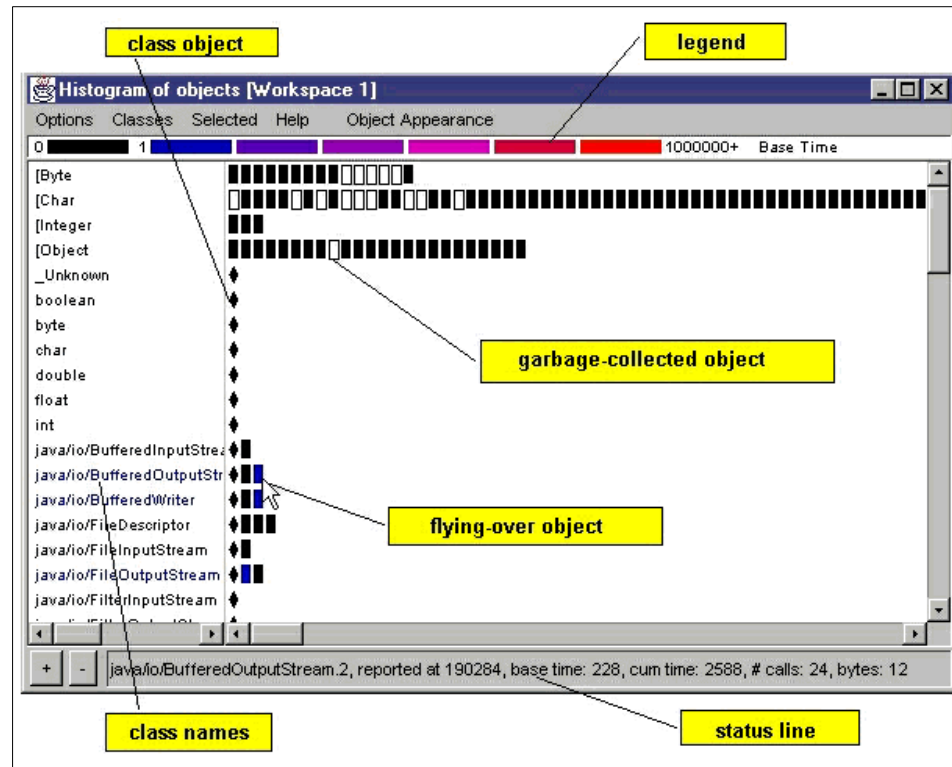 class object
legend
Histogram of objects [Workspace 1]
Options Classes Selected Help Object Appearance
0 1 1000000+ Base Time
[Byte
[Char
[Integer
[Object
_Unknown
boolean
byte
char
garbage-collected object
double
float
int
java/io/BufferedInputStrea
java/io/BufferedOutputStr
java/io/BufferedWriter
java/io/FileDescriptor
flying-over object
java/io/FileInputStream
java/io/FileOutputStream
java/io/FilterInputStream
+ - java/io/BufferedOutputStream.2, reported at 190284, base time: 228, cum time: 2588, # calls: 24, bytes: 12
class names
status line